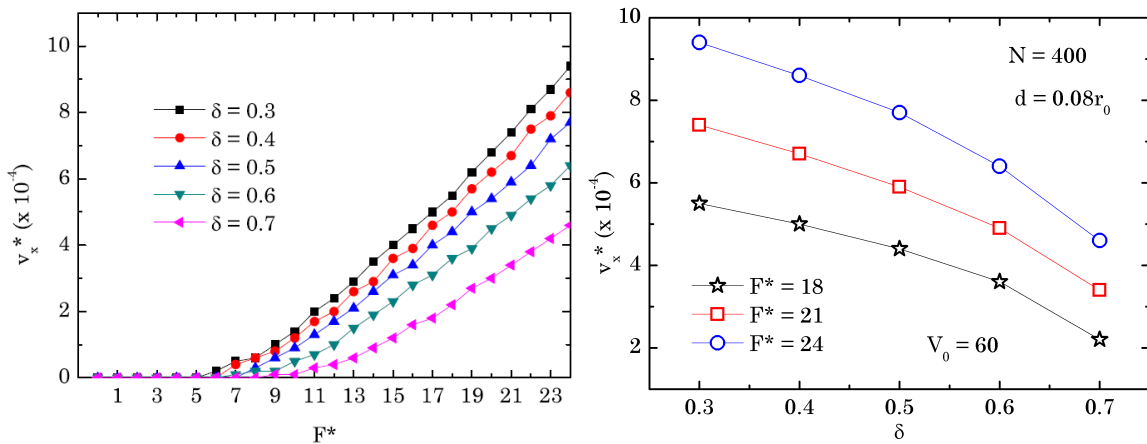 10
8
6
4
2
0
v_x* (x 10^-4)
δ = 0.3
δ = 0.4
δ = 0.5
δ = 0.6
δ = 0.7
1 3 5 7 9 11 13 15 17 19 21 23
F*
10
8
6
4
2
v_x* (x 10^-4)
N = 400
d = 0.08r_0
F* = 18
F* = 21
F* = 24
V_0 = 60
0.3 0.4 0.5 0.6 0.7
δ